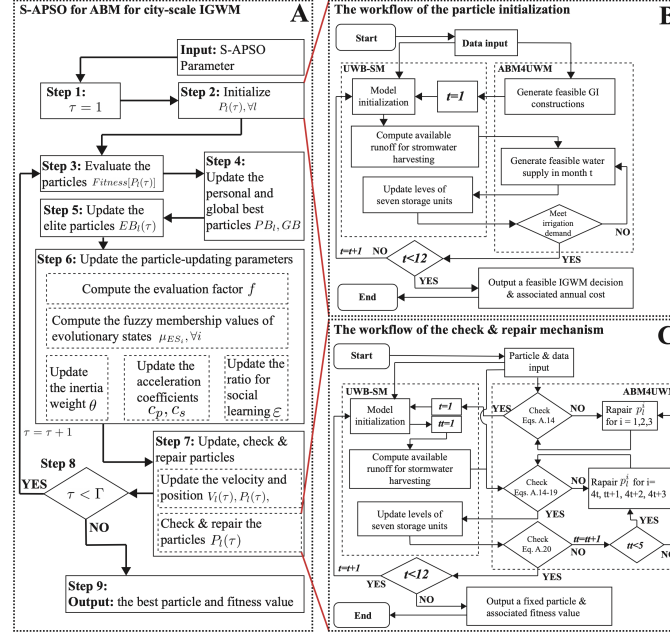 S-APSO for ABM for city-scale IGWM
A
Input: S-APSO
Parameter
Step 1:
τ = 1
Step 2: Initialize
P_l(τ), ∀l
Step 3: Evaluate the
particles Fitness[P_l(τ)]
Step 4:
Update the
personal and
global best
particles PB_l, GB
Step 5: Update the
elite particles EB_l(τ)
Step 6: Update the particle-updating parameters
Compute the evaluation factor f
Compute the fuzzy membership values of
evolutionary states μ_ES_i, ∀i
Update
the inertia
weight θ
Update the
acceleration
coefficients
c_p, c_s
Update the
ratio for
social
learning ε
τ = τ + 1
Step 7: Update, check &
repair particles
Update the velocity and
position V_l(τ), P_l(τ),
Check & repair the
particles P_l(τ)
Step 8
YES
τ < Γ
NO
Step 9:
Output: the best particle and fitness value
The workflow of the particle initialization
Start
Data input
UWB-SM
ABM4UWM
Model
initialization
t=1
Generate feasible GI
constructions
Compute available
runoff for stromwater
harvesting
Generate feasible water
supply in month t
Update leves of
seven storage units
Meet
irrigation
demand
NO
YES
t=t+1
NO
t<12
YES
End
Output a feasible IGWM decision
& associated annual cost
The workflow of the check & repair mechanism
C
Start
Particle & data
input
UWB-SM
ABM4UWM
Model
initialization
t=1
tt=1
YES
Check
Eqs. A.14
NO
Rapair p_l^i
for i = 1,2,3
Compute available
runoff for stormwater
harvesting
Check
Eqs. A.14-19
NO
Rapair p_l^i for i=
4t, tt+1, 4t+2, 4t+3
YES
YES
Update levels of
seven storage units
Check
Eq. A.20
tt=tt+1
NO
tt<5
NO
YES
t=t+1
YES
t<12
NO
End
Output a fixed particle &
associated fitness value